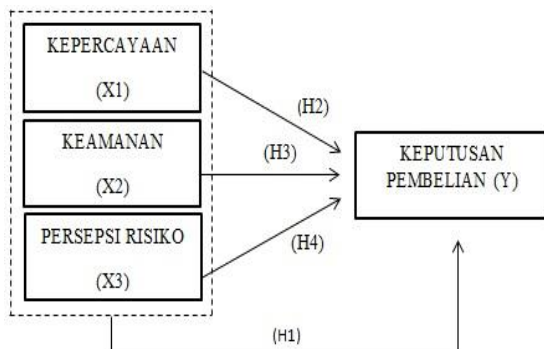 KEPERCAYAAN
(X1)
(H2)
KEAMANAN
(X2)
(H3)
KEPUTUSAN
PEMBELIAN (Y)
PERSEPSI RISIKO
(X3)
(H4)
(H1)